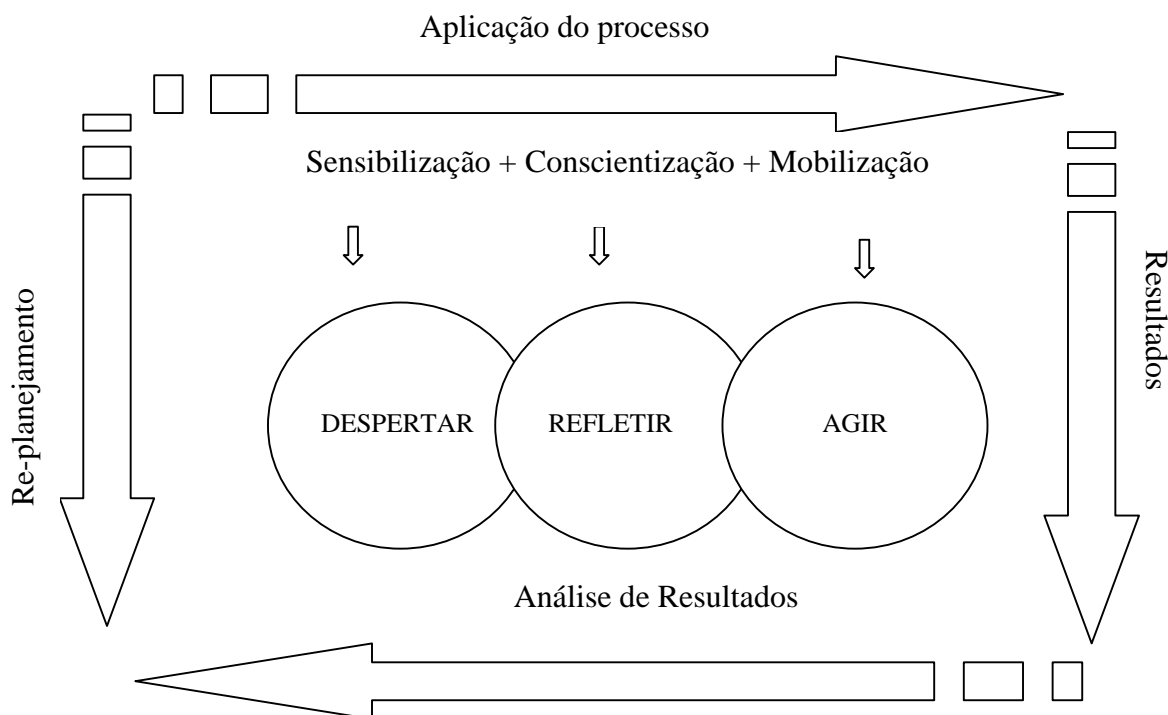 Aplicação do processo
Sensibilização + Conscientização + Mobilização
Re-planejamento
Resultados
DESPERTAR
REFLETIR
AGIR
Análise de Resultados